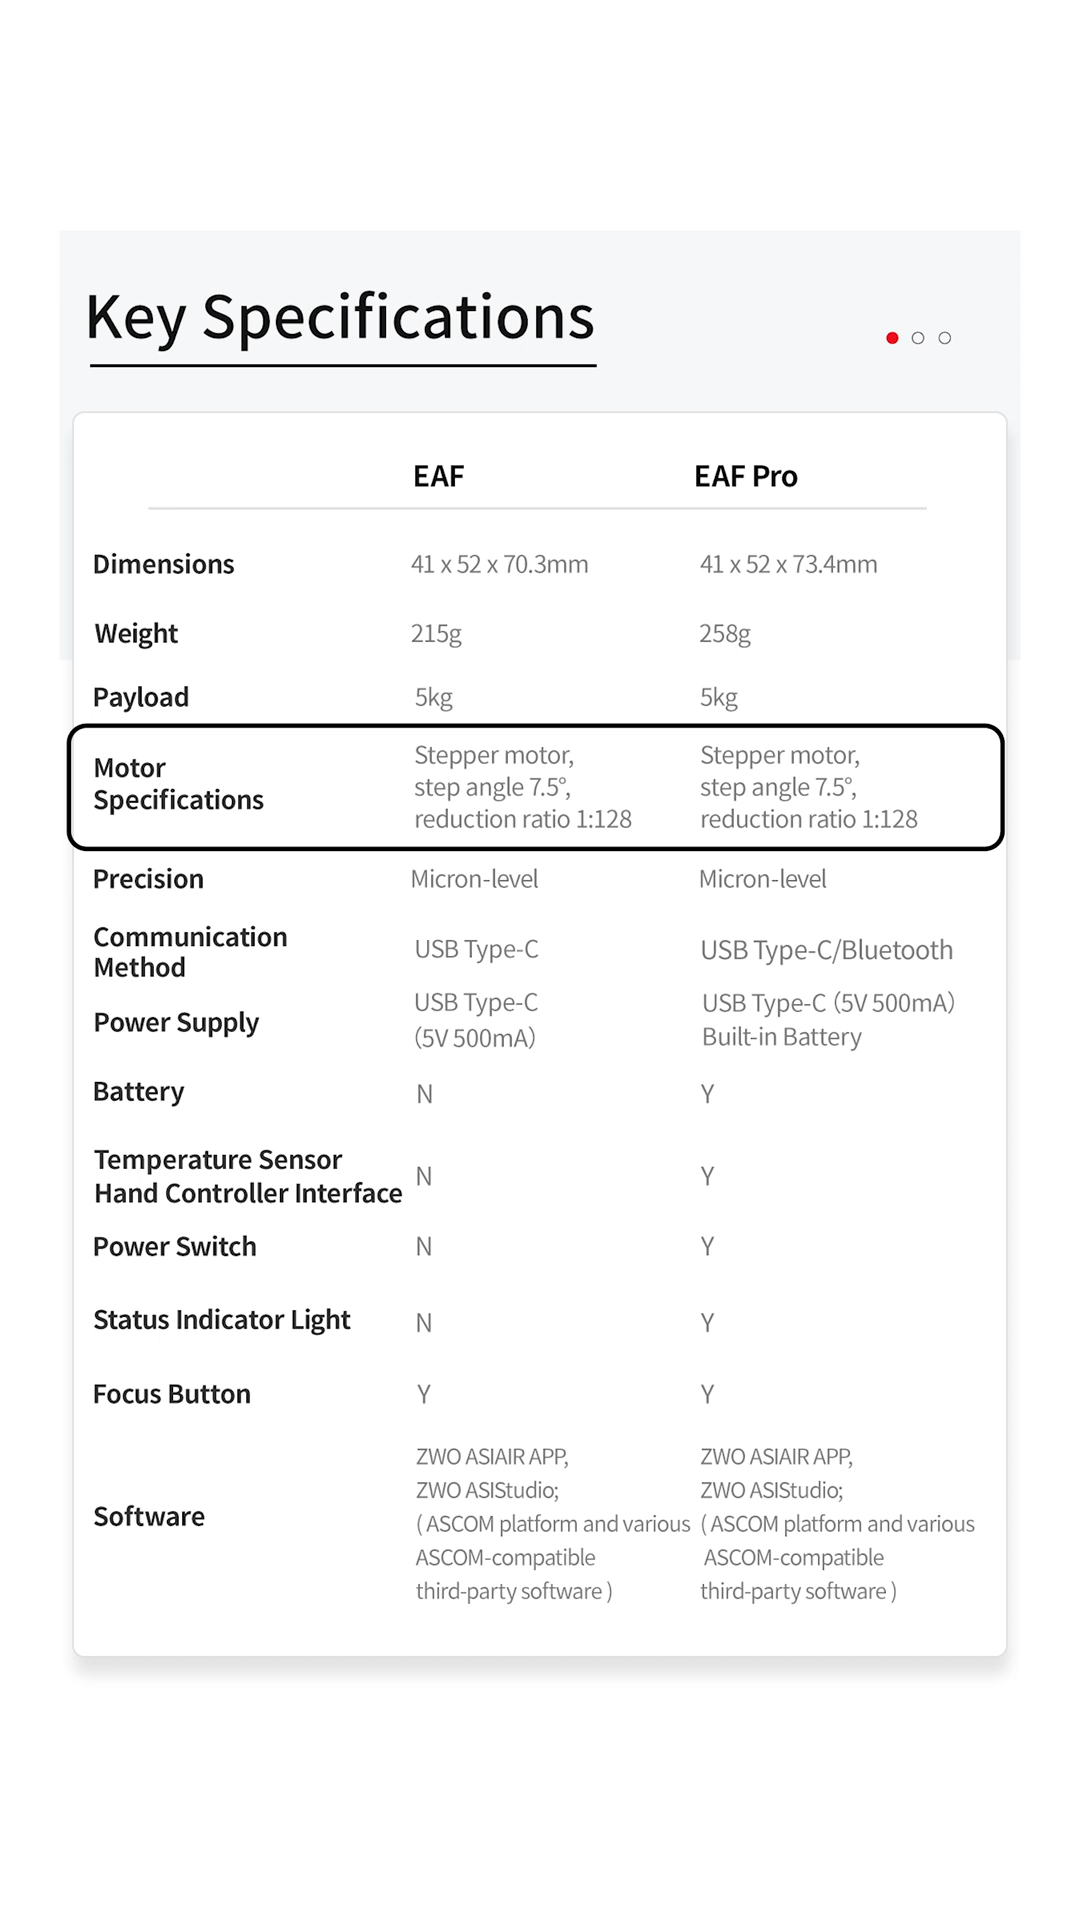 Key Specifications
EAF EAF Pro
Dimensions 41 x 52 x 70.3mm 41 x 52 x 73.4mm
Weight 215g 258g
Payload 5kg 5kg
Motor
Specifications
Stepper motor,
step angle 7.5°,
reduction ratio 1:128
Stepper motor,
step angle 7.5°,
reduction ratio 1:128
Precision Micron-level Micron-level
Communication
Method
USB Type-C USB Type-C/Bluetooth
Power Supply
USB Type-C
(5V 500mA)
USB Type-C (5V 500mA)
Built-in Battery
Battery N Y
Temperature Sensor
Hand Controller Interface
N Y
Power Switch N Y
Status Indicator Light N Y
Focus Button Y Y
Software
ZWO ASIAIR APP,
ZWO ASIStudio;
( ASCOM platform and various
ASCOM-compatible
third-party software )
ZWO ASIAIR APP,
ZWO ASIStudio;
( ASCOM platform and various
ASCOM-compatible
third-party software )